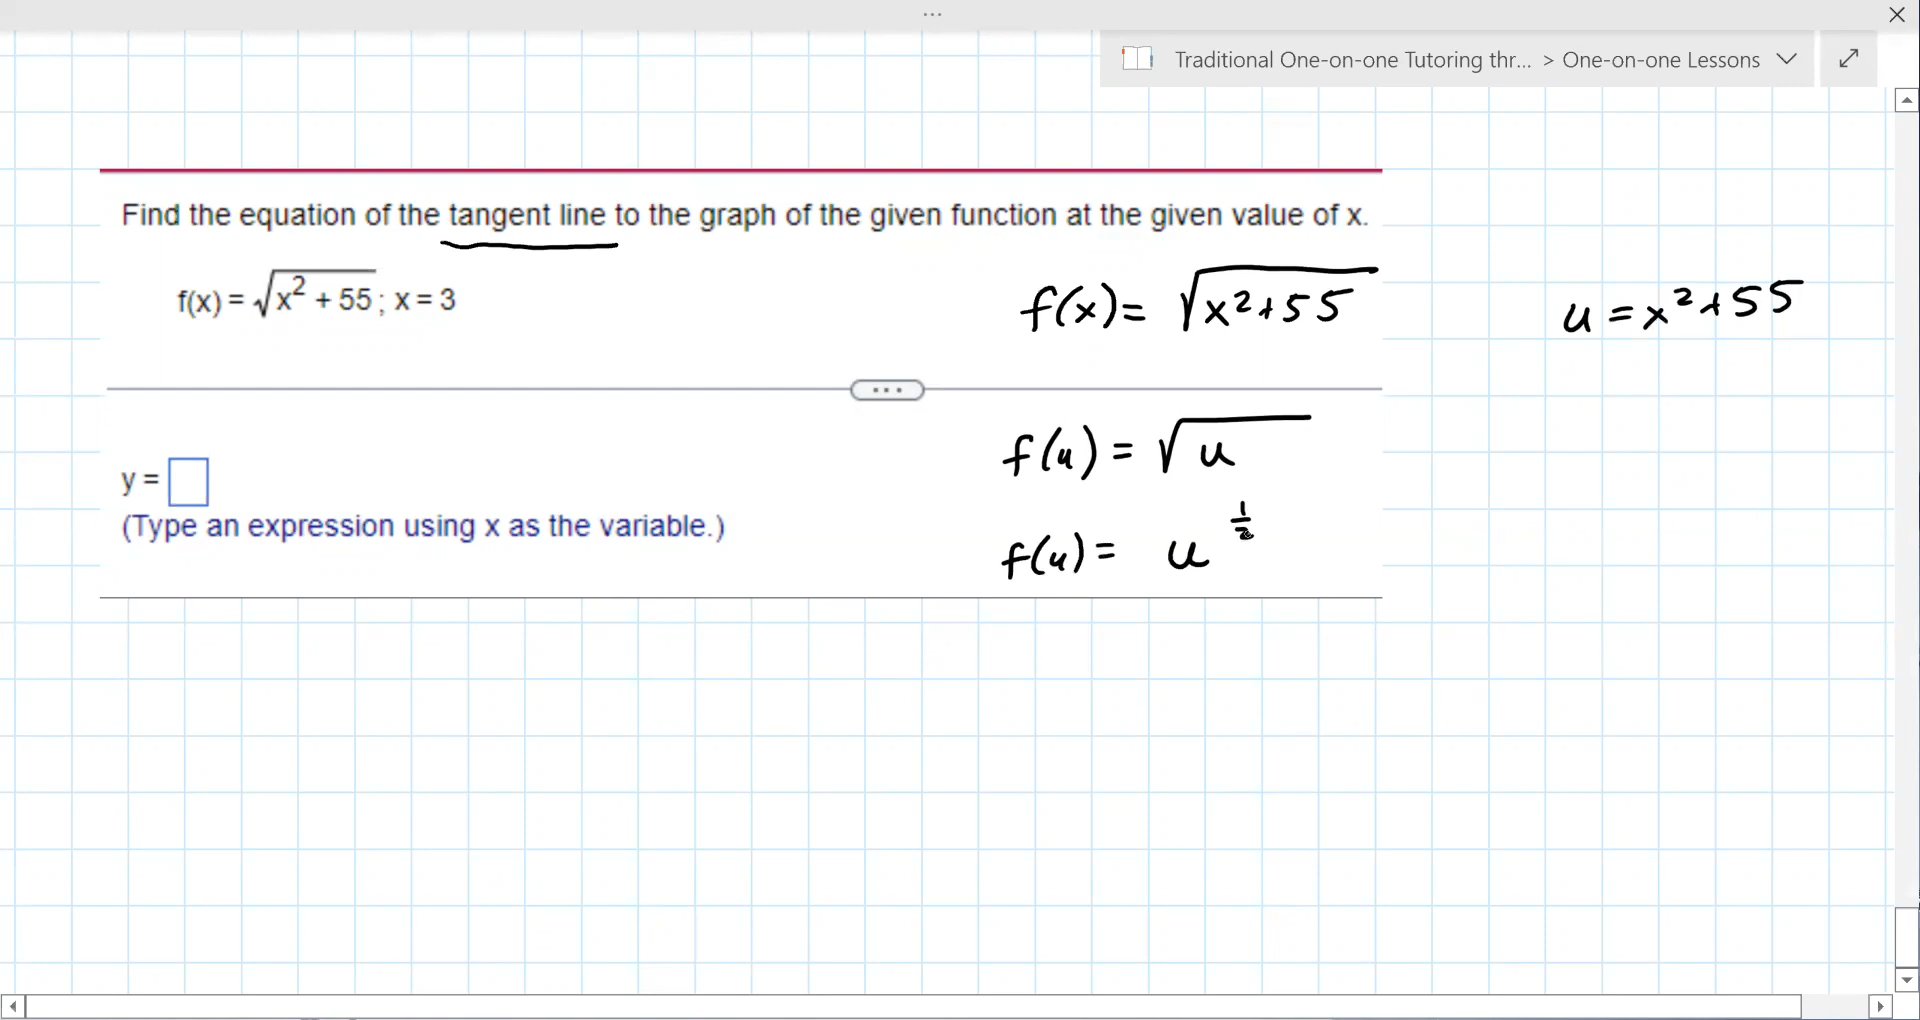 Traditional One-on-one Tutoring thr... > One-on-one Lessons
Find the equation of the tangent line to the graph of the given function at the given value of x.
f(x) = √x² + 55 ; x = 3
f(x) = √x²+55
u = x²+55
f(u) = √u
y =
(Type an expression using x as the variable.)
f(u) = u^1/2